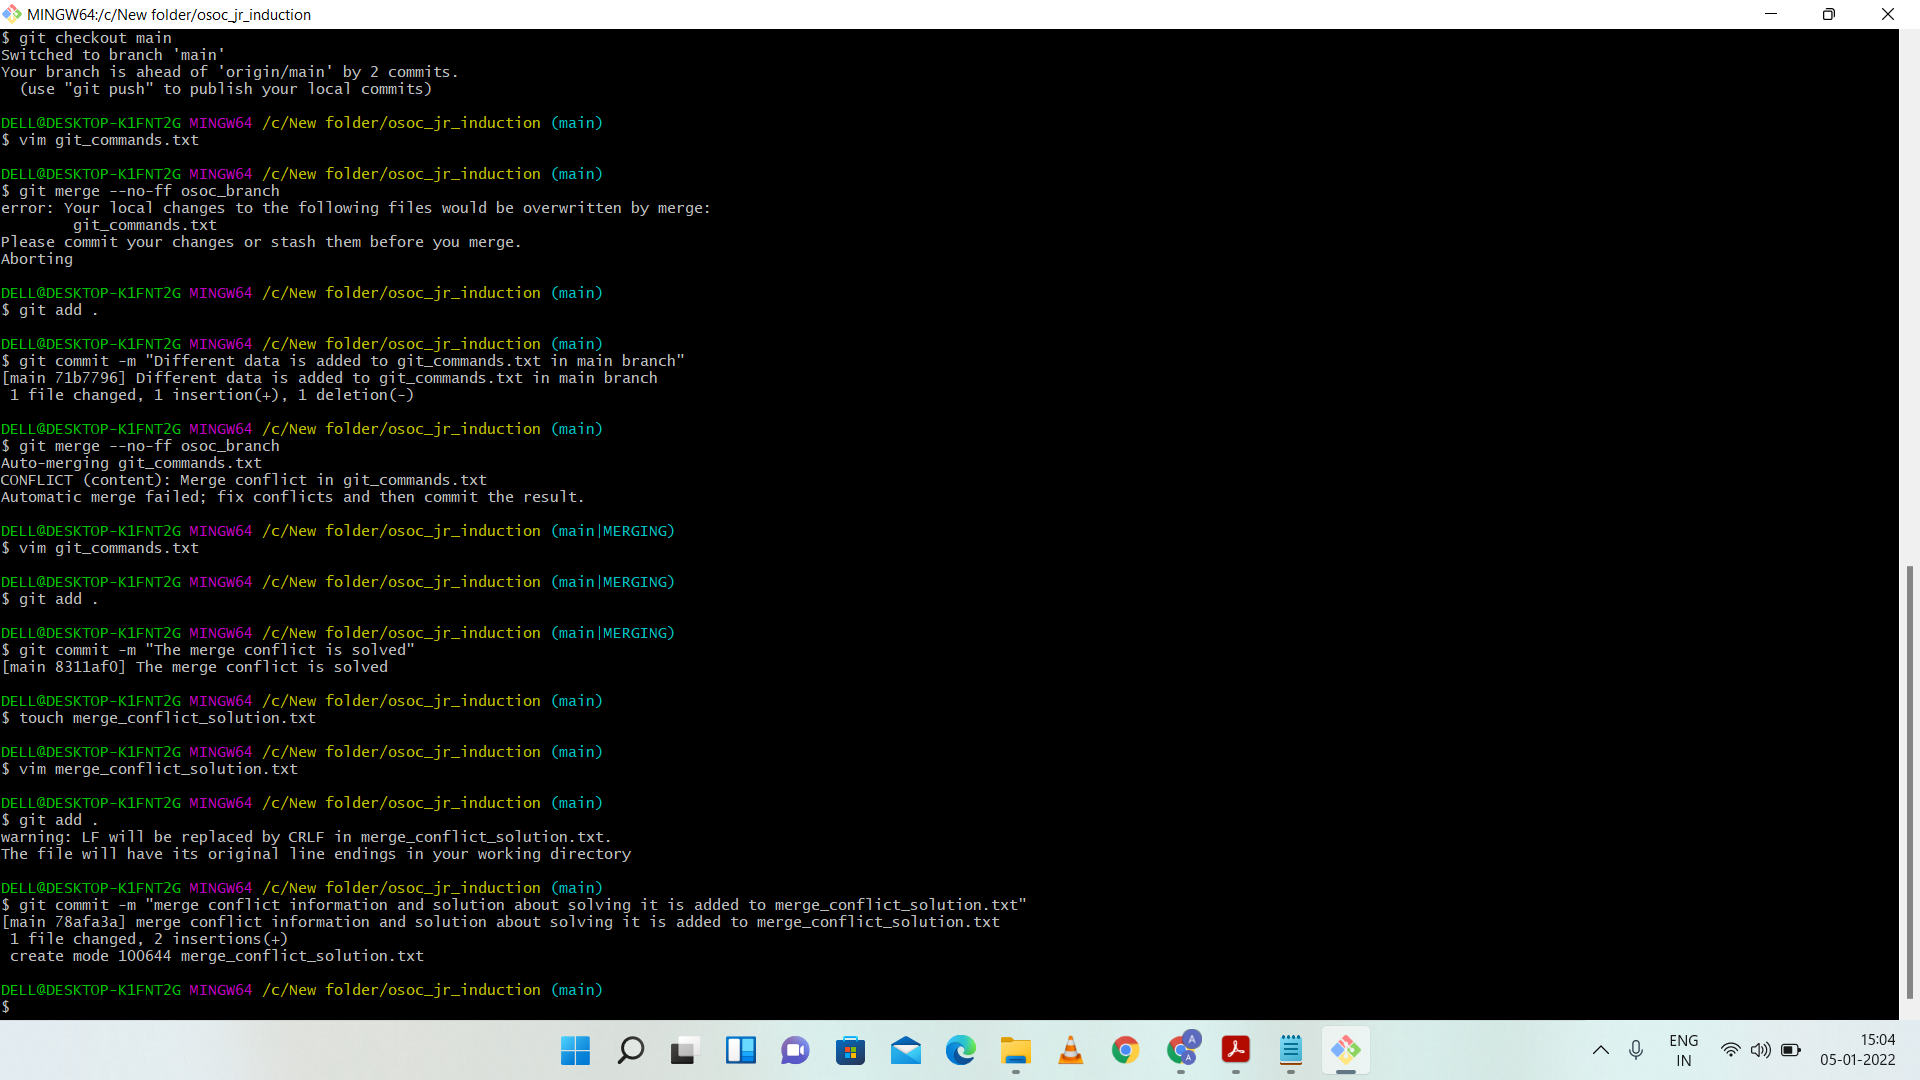 MINGW64:/c/New folder/osoc_jr_induction
$ git checkout main
Switched to branch 'main'
Your branch is ahead of 'origin/main' by 2 commits.
  (use "git push" to publish your local commits)
DELL@DESKTOP-K1FNT2G MINGW64 /c/New folder/osoc_jr_induction (main)
$ vim git_commands.txt
DELL@DESKTOP-K1FNT2G MINGW64 /c/New folder/osoc_jr_induction (main)
$ git merge --no-ff osoc_branch
error: Your local changes to the following files would be overwritten by merge:
        git_commands.txt
Please commit your changes or stash them before you merge.
Aborting
DELL@DESKTOP-K1FNT2G MINGW64 /c/New folder/osoc_jr_induction (main)
$ git add .
DELL@DESKTOP-K1FNT2G MINGW64 /c/New folder/osoc_jr_induction (main)
$ git commit -m "Different data is added to git_commands.txt in main branch"
[main 71b7796] Different data is added to git_commands.txt in main branch
 1 file changed, 1 insertion(+), 1 deletion(-)
DELL@DESKTOP-K1FNT2G MINGW64 /c/New folder/osoc_jr_induction (main)
$ git merge --no-ff osoc_branch
Auto-merging git_commands.txt
CONFLICT (content): Merge conflict in git_commands.txt
Automatic merge failed; fix conflicts and then commit the result.
DELL@DESKTOP-K1FNT2G MINGW64 /c/New folder/osoc_jr_induction (main|MERGING)
$ vim git_commands.txt
DELL@DESKTOP-K1FNT2G MINGW64 /c/New folder/osoc_jr_induction (main|MERGING)
$ git add .
DELL@DESKTOP-K1FNT2G MINGW64 /c/New folder/osoc_jr_induction (main|MERGING)
$ git commit -m "The merge conflict is solved"
[main 8311af0] The merge conflict is solved
DELL@DESKTOP-K1FNT2G MINGW64 /c/New folder/osoc_jr_induction (main)
$ touch merge_conflict_solution.txt
DELL@DESKTOP-K1FNT2G MINGW64 /c/New folder/osoc_jr_induction (main)
$ vim merge_conflict_solution.txt
DELL@DESKTOP-K1FNT2G MINGW64 /c/New folder/osoc_jr_induction (main)
$ git add .
warning: LF will be replaced by CRLF in merge_conflict_solution.txt.
The file will have its original line endings in your working directory
DELL@DESKTOP-K1FNT2G MINGW64 /c/New folder/osoc_jr_induction (main)
$ git commit -m "merge conflict information and solution about solving it is added to merge_conflict_solution.txt"
[main 78afa3a] merge conflict information and solution about solving it is added to merge_conflict_solution.txt
 1 file changed, 2 insertions(+)
 create mode 100644 merge_conflict_solution.txt
DELL@DESKTOP-K1FNT2G MINGW64 /c/New folder/osoc_jr_induction (main)
$
A
A
ENG
IN
15:04
05-01-2022